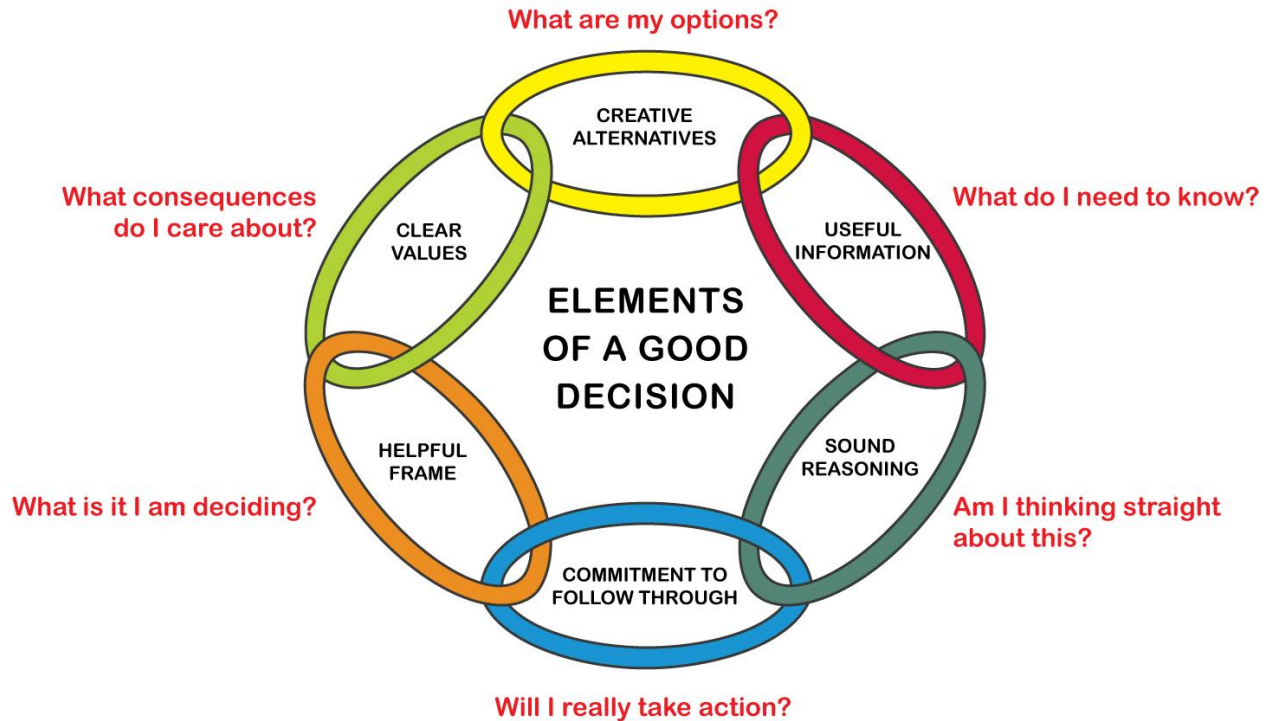 What are my options?
CREATIVE
ALTERNATIVES
What consequences
do I care about?
CLEAR
VALUES
What do I need to know?
USEFUL
INFORMATION
ELEMENTS
OF A GOOD
DECISION
HELPFUL
FRAME
What is it I am deciding?
SOUND
REASONING
Am I thinking straight
about this?
COMMITMENT TO
FOLLOW THROUGH
Will I really take action?